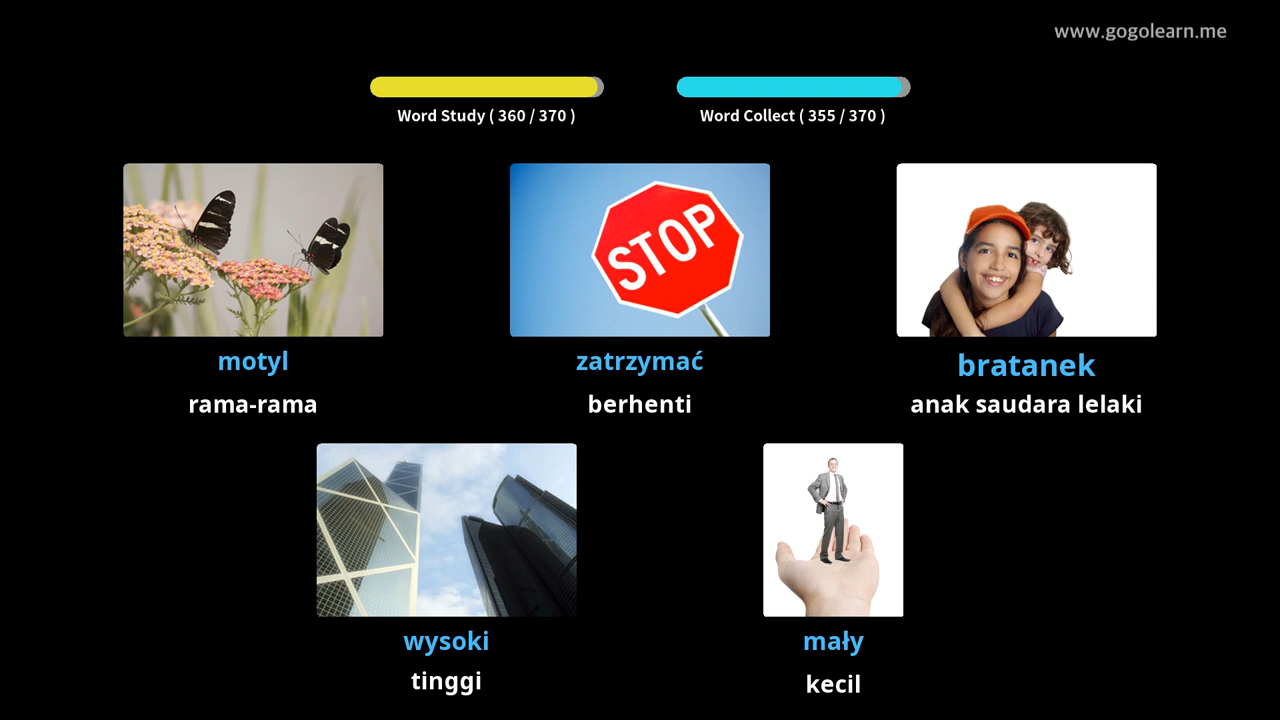 www.gogolearn.me
Word Study ( 360 / 370 )
Word Collect ( 355 / 370 )
STOP
motyl
zatrzymać
bratanek
rama-rama
berhenti
anak saudara lelaki
wysoki
mały
tinggi
kecil